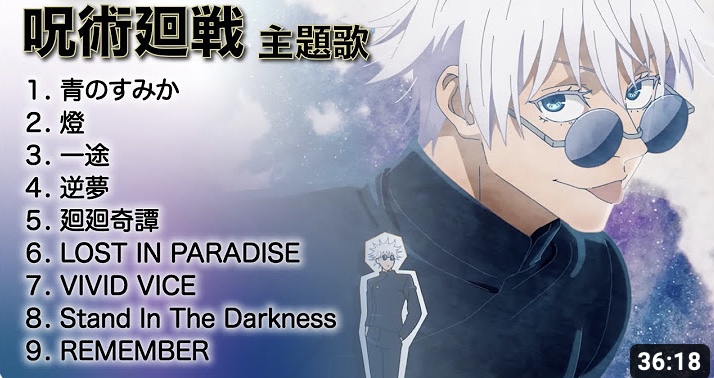 呪術廻戦 主題歌
1. 青のすみか
2. 燈
3. 一途
4. 逆夢
5. 廻廻奇譚
6. LOST IN PARADISE
7. VIVID VICE
8. Stand In The Darkness
9. REMEMBER
36:18